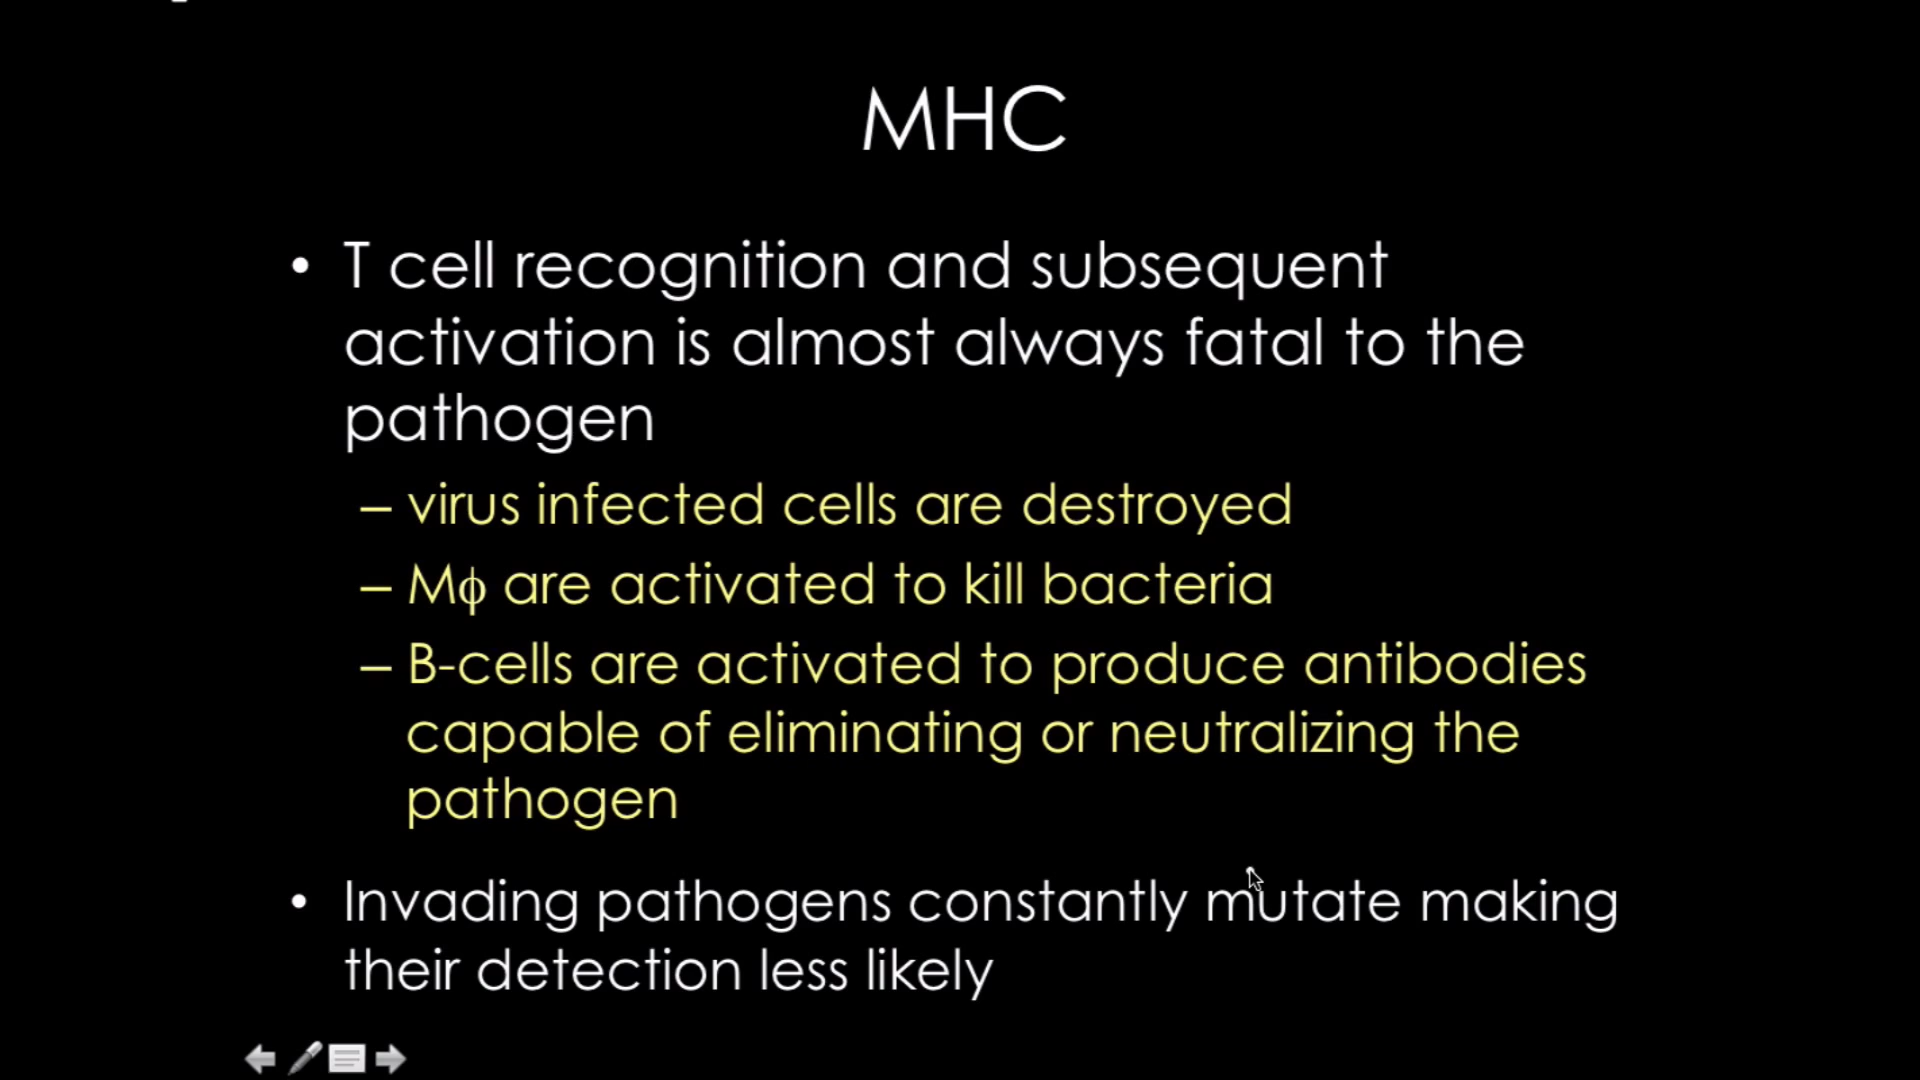 MHC
• T cell recognition and subsequent
activation is almost always fatal to the
pathogen
– virus infected cells are destroyed
– Mϕ are activated to kill bacteria
– B-cells are activated to produce antibodies
capable of eliminating or neutralizing the
pathogen
• Invading pathogens constantly mutate making
their detection less likely